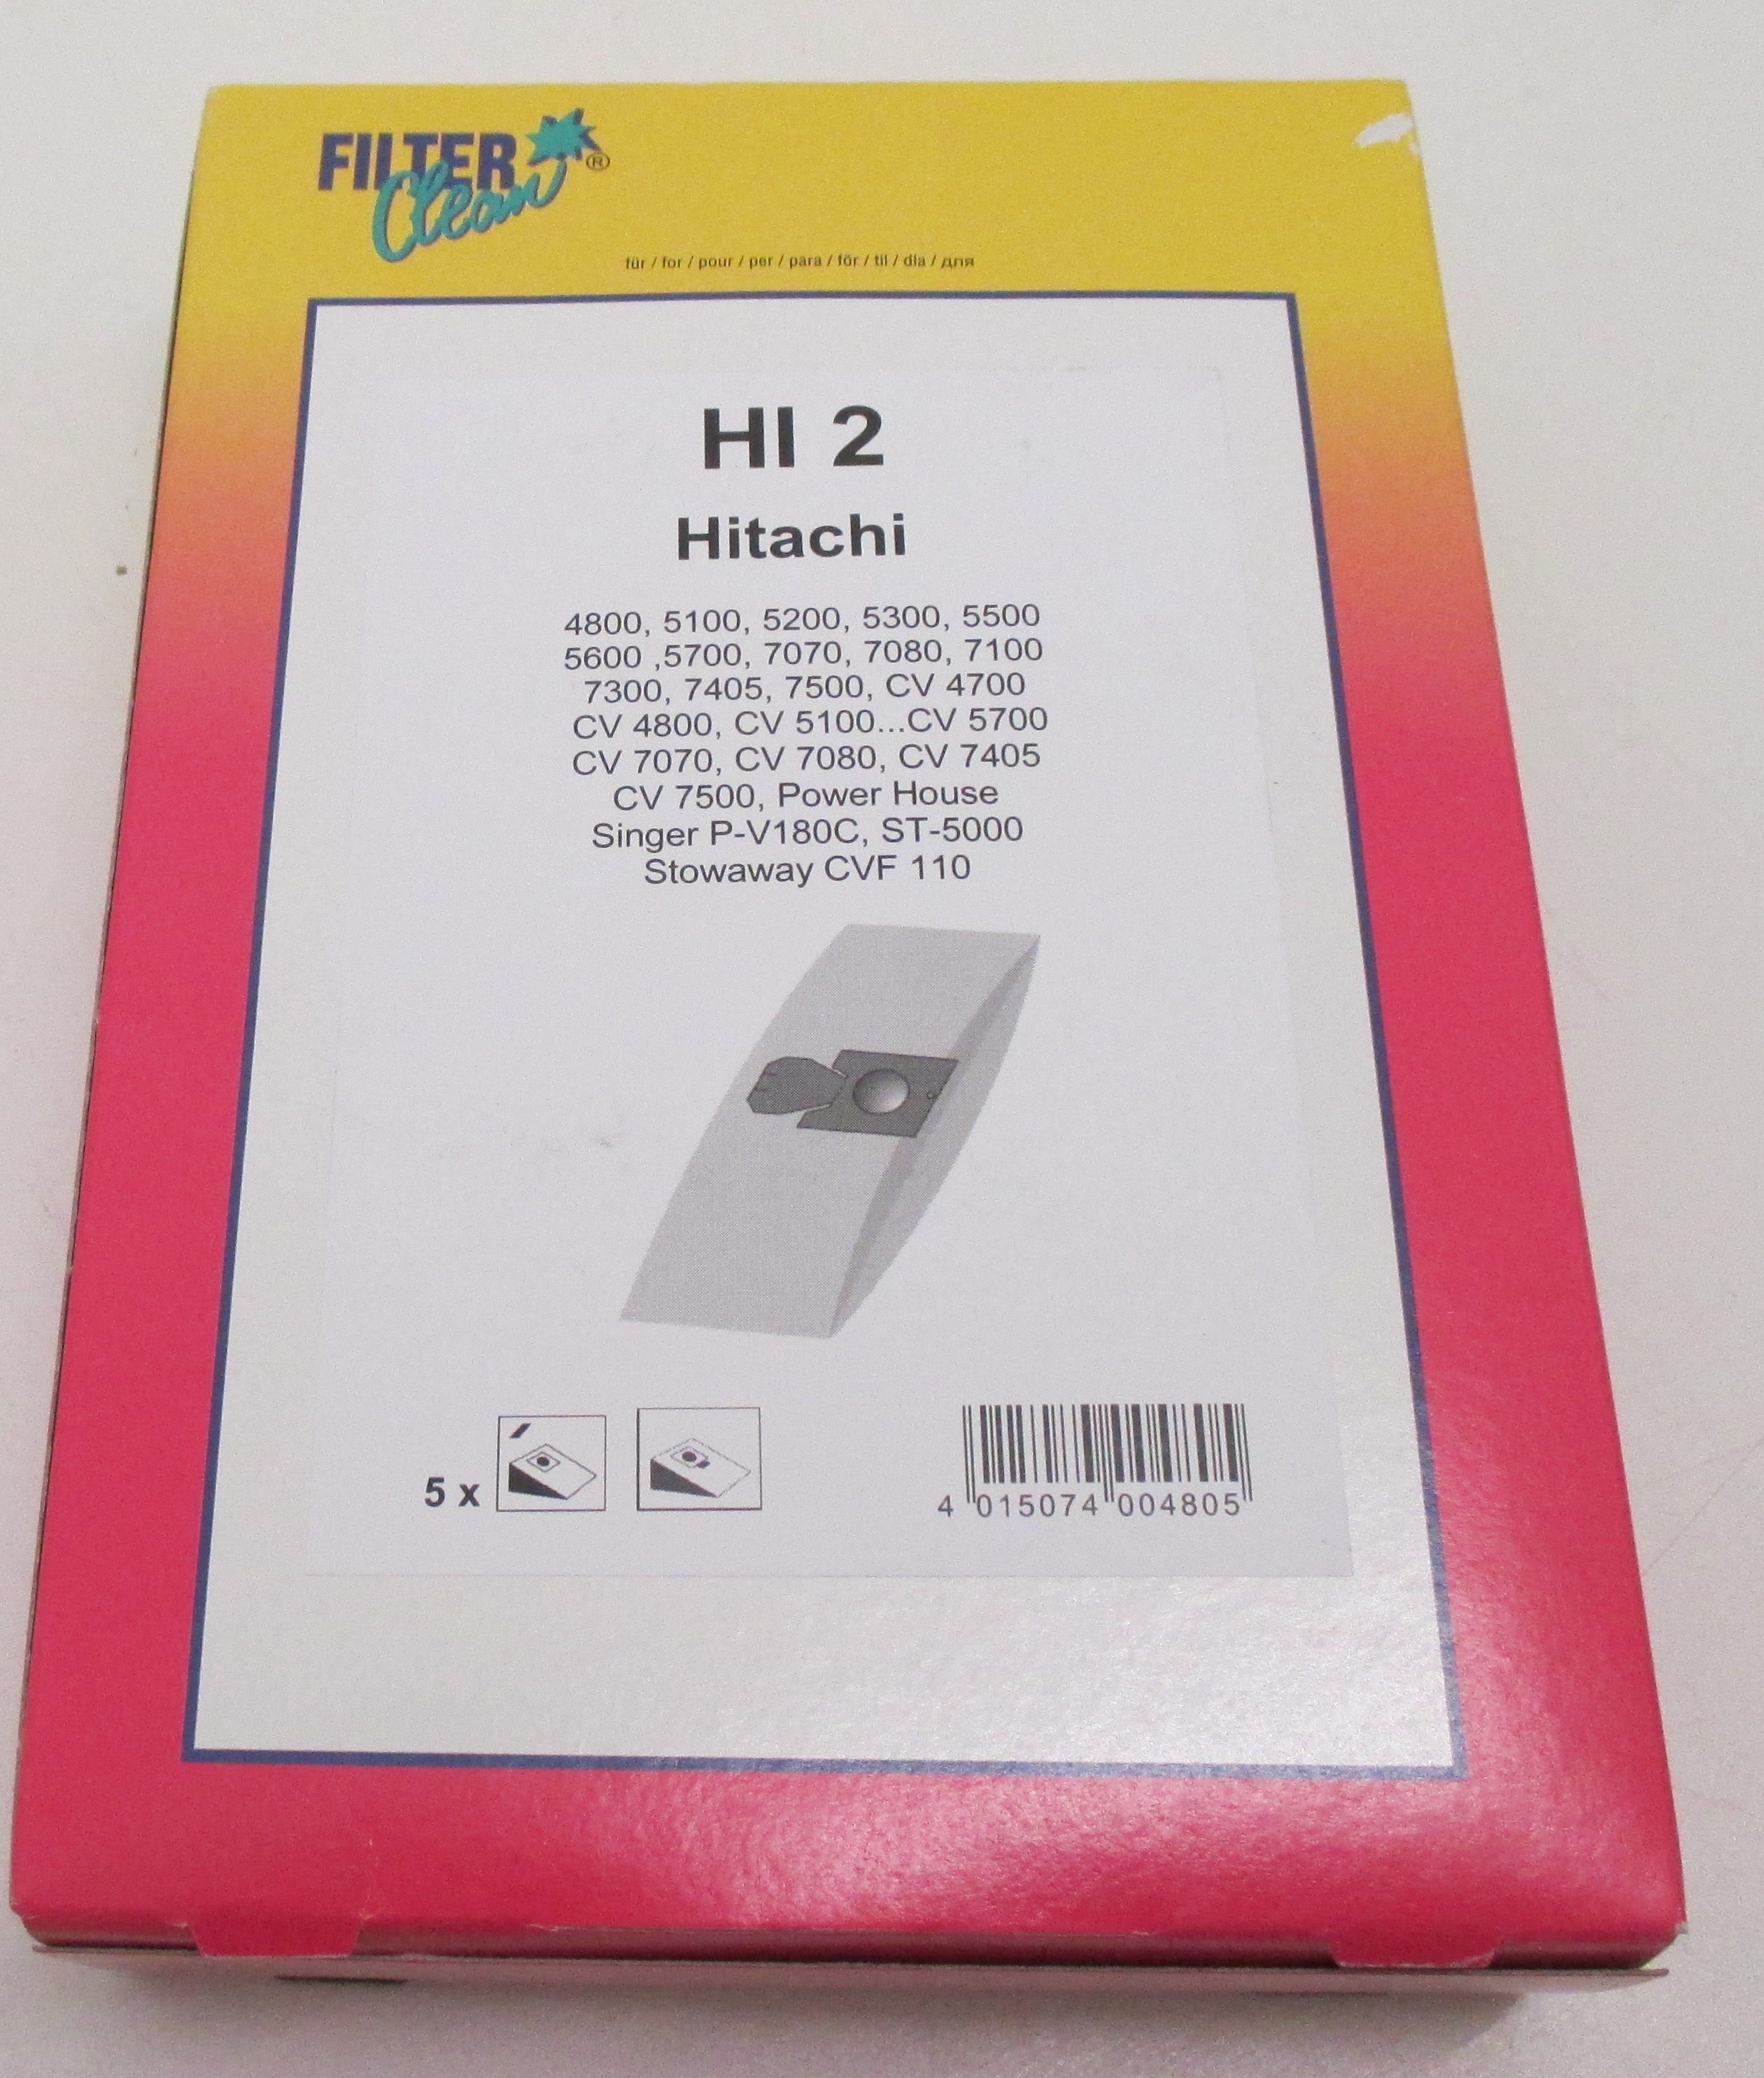 FILTER
Clean®
für / for / pour / per / para / för / til / dla / для
HI 2
Hitachi
4800, 5100, 5200, 5300, 5500
5600 ,5700, 7070, 7080, 7100
7300, 7405, 7500, CV 4700
CV 4800, CV 5100...CV 5700
CV 7070, CV 7080, CV 7405
CV 7500, Power House
Singer P-V180C, ST-5000
Stowaway CVF 110
5 x
4 015074 004805